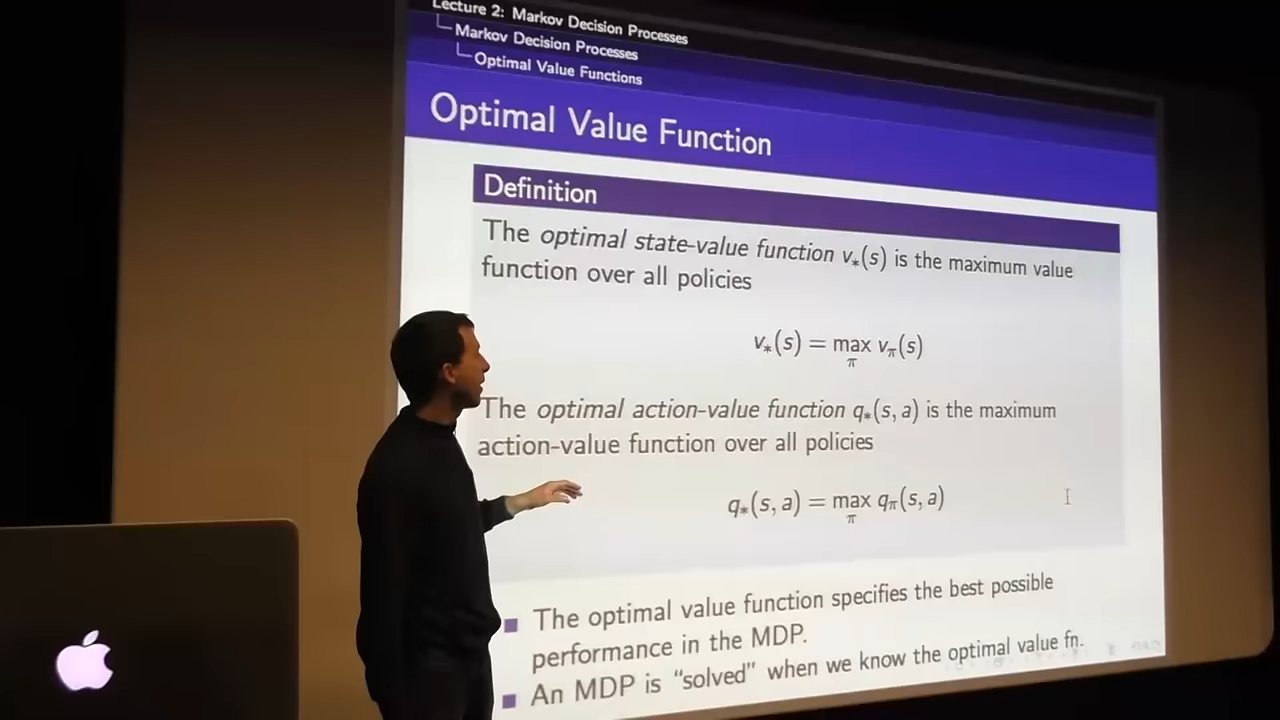 Lecture 2: Markov Decision Processes
Markov Decision Processes
Optimal Value Functions
Optimal Value Function
Definition
The optimal state-value function v*(s) is the maximum value
function over all policies
v*(s) = max vπ(s)
π
The optimal action-value function q*(s, a) is the maximum
action-value function over all policies
q*(s, a) = max qπ(s, a)
π
The optimal value function specifies the best possible
performance in the MDP.
An MDP is “solved” when we know the optimal value fn.